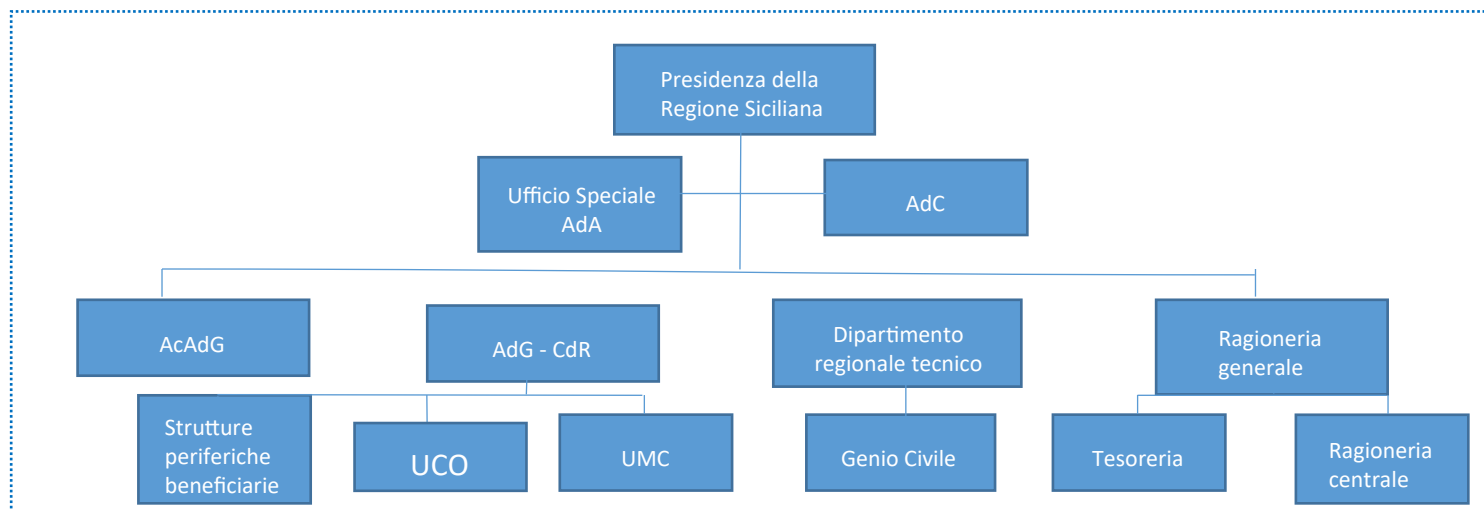 Presidenza della
Regione Siciliana
Ufficio Speciale
AdA
AdC
AcAdG
AdG - CdR
Dipartimento
regionale tecnico
Ragioneria
generale
Strutture
periferiche
beneficiarie
UCO
UMC
Genio Civile
Tesoreria
Ragioneria
centrale